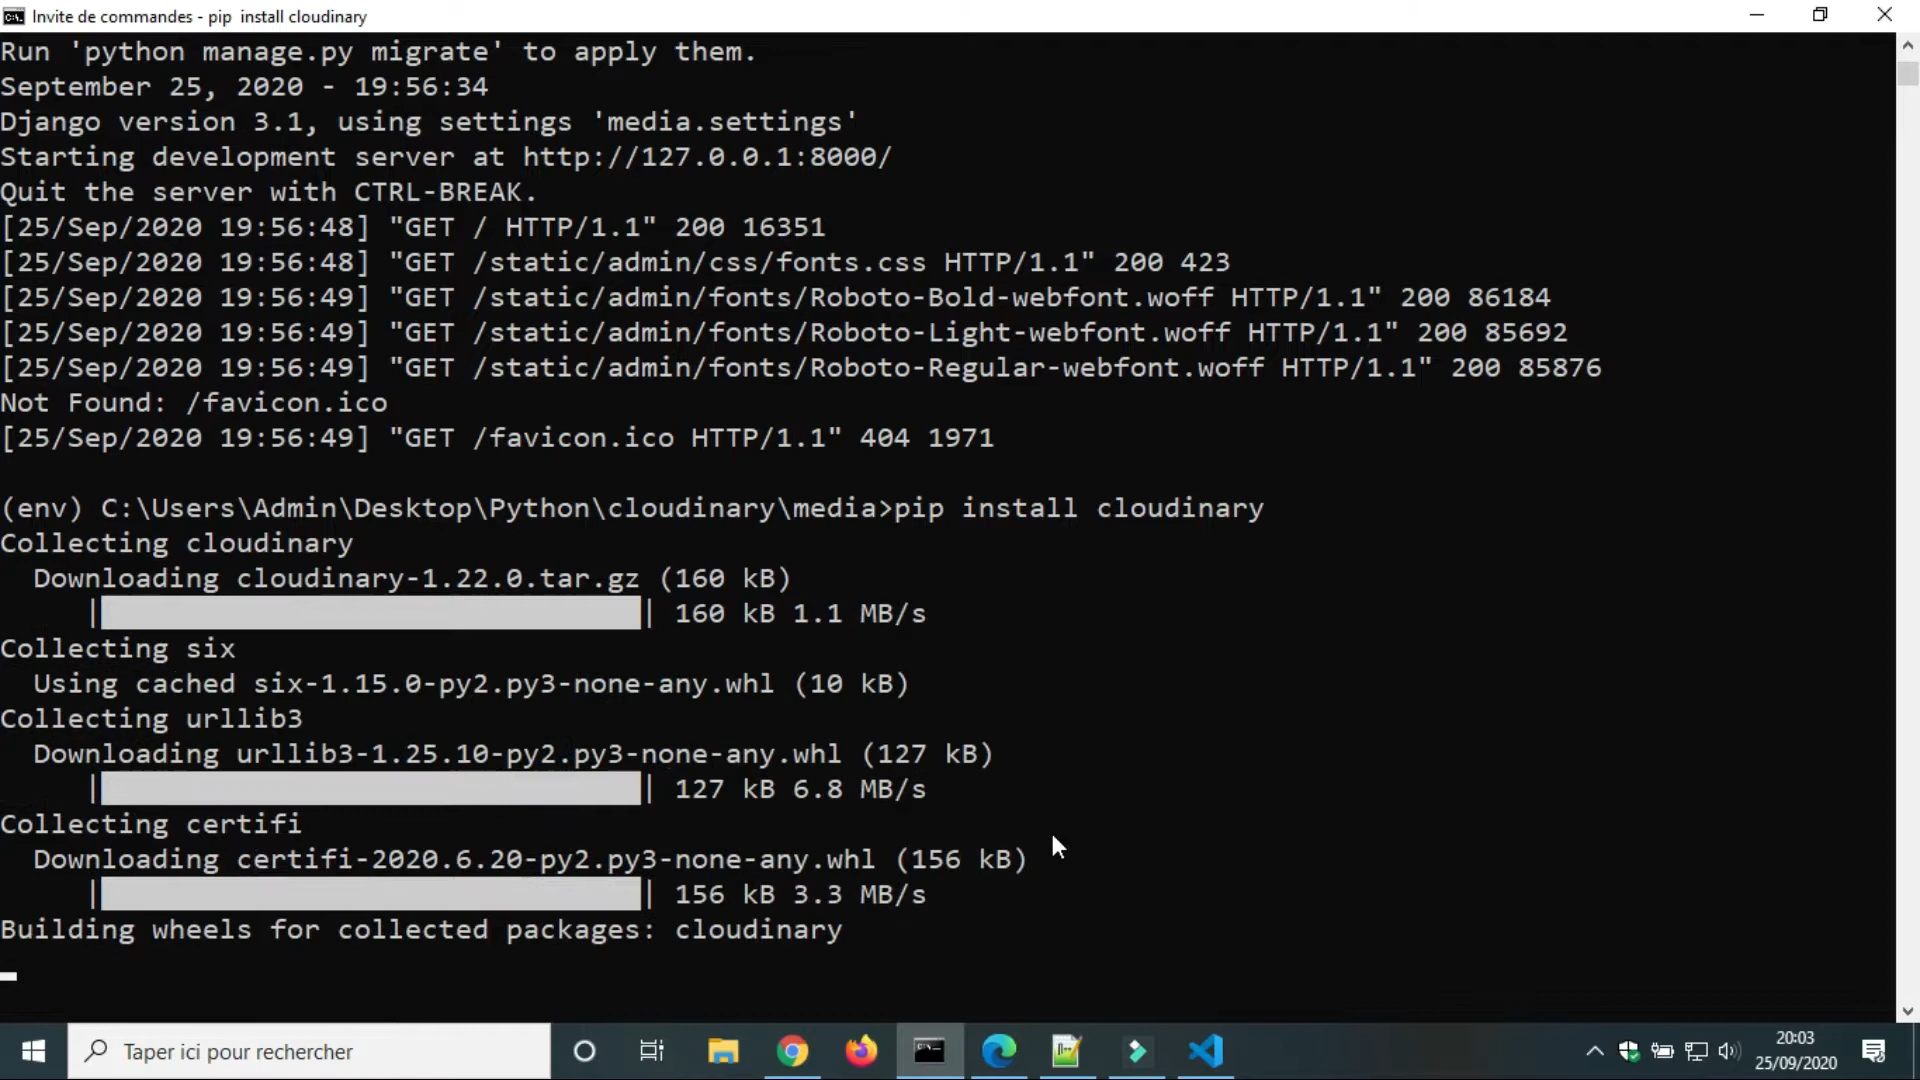 Invite de commandes - pip  install cloudinary
Run 'python manage.py migrate' to apply them.
September 25, 2020 - 19:56:34
Django version 3.1, using settings 'media.settings'
Starting development server at http://127.0.0.1:8000/
Quit the server with CTRL-BREAK.
[25/Sep/2020 19:56:48] "GET / HTTP/1.1" 200 16351
[25/Sep/2020 19:56:48] "GET /static/admin/css/fonts.css HTTP/1.1" 200 423
[25/Sep/2020 19:56:49] "GET /static/admin/fonts/Roboto-Bold-webfont.woff HTTP/1.1" 200 86184
[25/Sep/2020 19:56:49] "GET /static/admin/fonts/Roboto-Light-webfont.woff HTTP/1.1" 200 85692
[25/Sep/2020 19:56:49] "GET /static/admin/fonts/Roboto-Regular-webfont.woff HTTP/1.1" 200 85876
Not Found: /favicon.ico
[25/Sep/2020 19:56:49] "GET /favicon.ico HTTP/1.1" 404 1971
(env) C:\Users\Admin\Desktop\Python\cloudinary\media>pip install cloudinary
Collecting cloudinary
  Downloading cloudinary-1.22.0.tar.gz (160 kB)
     || 160 kB 1.1 MB/s
Collecting six
  Using cached six-1.15.0-py2.py3-none-any.whl (10 kB)
Collecting urllib3
  Downloading urllib3-1.25.10-py2.py3-none-any.whl (127 kB)
     || 127 kB 6.8 MB/s
Collecting certifi
  Downloading certifi-2020.6.20-py2.py3-none-any.whl (156 kB)
     || 156 kB 3.3 MB/s
Building wheels for collected packages: cloudinary
Taper ici pour rechercher
20:03
25/09/2020